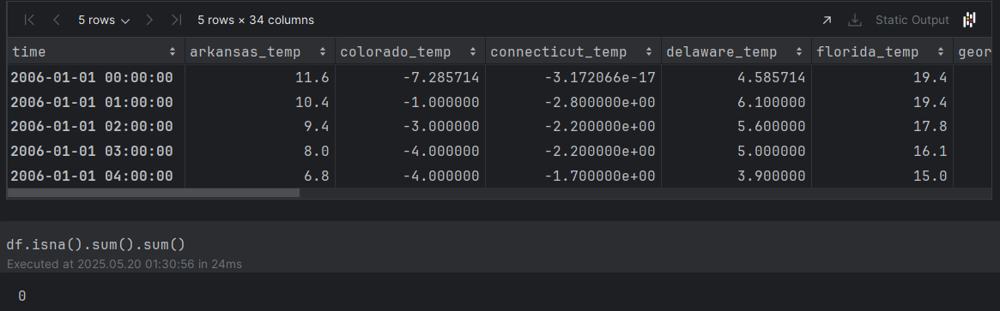 5 rows 5 rows × 34 columns Static Output
time arkansas_temp colorado_temp connecticut_temp delaware_temp florida_temp geor
2006-01-01 00:00:00 11.6 -7.285714 -3.172066e-17 4.585714 19.4
2006-01-01 01:00:00 10.4 -1.000000 -2.800000e+00 6.100000 19.4
2006-01-01 02:00:00 9.4 -3.000000 -2.200000e+00 5.600000 17.8
2006-01-01 03:00:00 8.0 -4.000000 -2.200000e+00 5.000000 16.1
2006-01-01 04:00:00 6.8 -4.000000 -1.700000e+00 3.900000 15.0
df.isna().sum().sum()
Executed at 2025.05.20 01:30:56 in 24ms
0